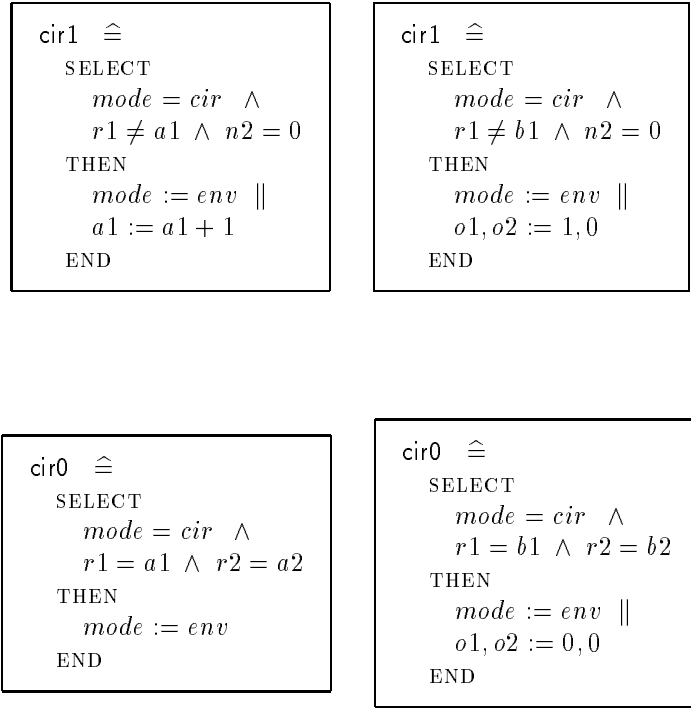 cir1 ≙
SELECT
mode = cir ∧
r1 ≠ a1 ∧ n2 = 0
THEN
mode := env ∥
a1 := a1 + 1
END
cir1 ≙
SELECT
mode = cir ∧
r1 ≠ b1 ∧ n2 = 0
THEN
mode := env ∥
o1, o2 := 1, 0
END
cir0 ≙
SELECT
mode = cir ∧
r1 = a1 ∧ r2 = a2
THEN
mode := env
END
cir0 ≙
SELECT
mode = cir ∧
r1 = b1 ∧ r2 = b2
THEN
mode := env ∥
o1, o2 := 0, 0
END